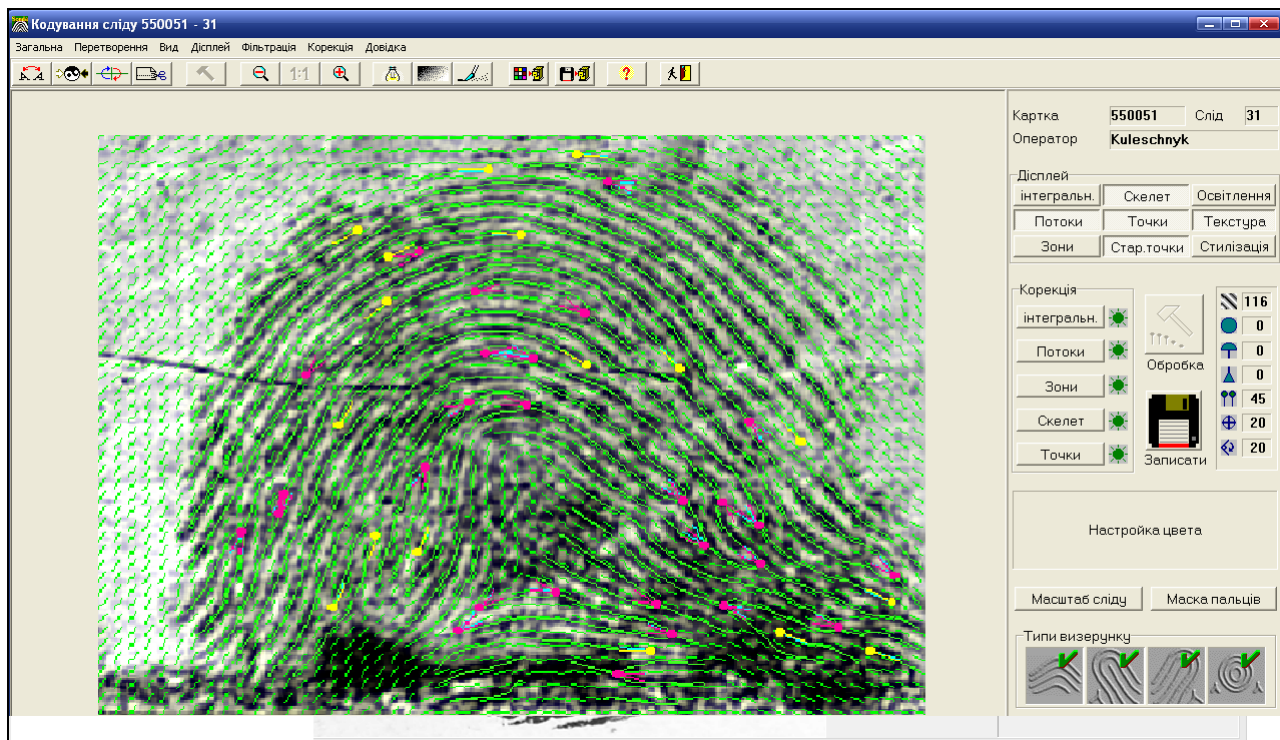 Кодування сліду 550051 - 31
Загальна Перетворення Вид Дісплей Фільтрація Корекція Довідка
1:1 ?
Картка 550051 Слід 31
Оператор Kuleschnyk
Дісплей
інтегральн. Скелет Освітлення
Потоки Точки Текстура
Зони Стар.точки Стилізація
Корекція
інтегральн.
Потоки
Зони
Скелет
Точки
Обробка
Записати
116
0
0
0
45
20
20
Настройка цвета
Масштаб сліду Маска пальців
Типи визерунку